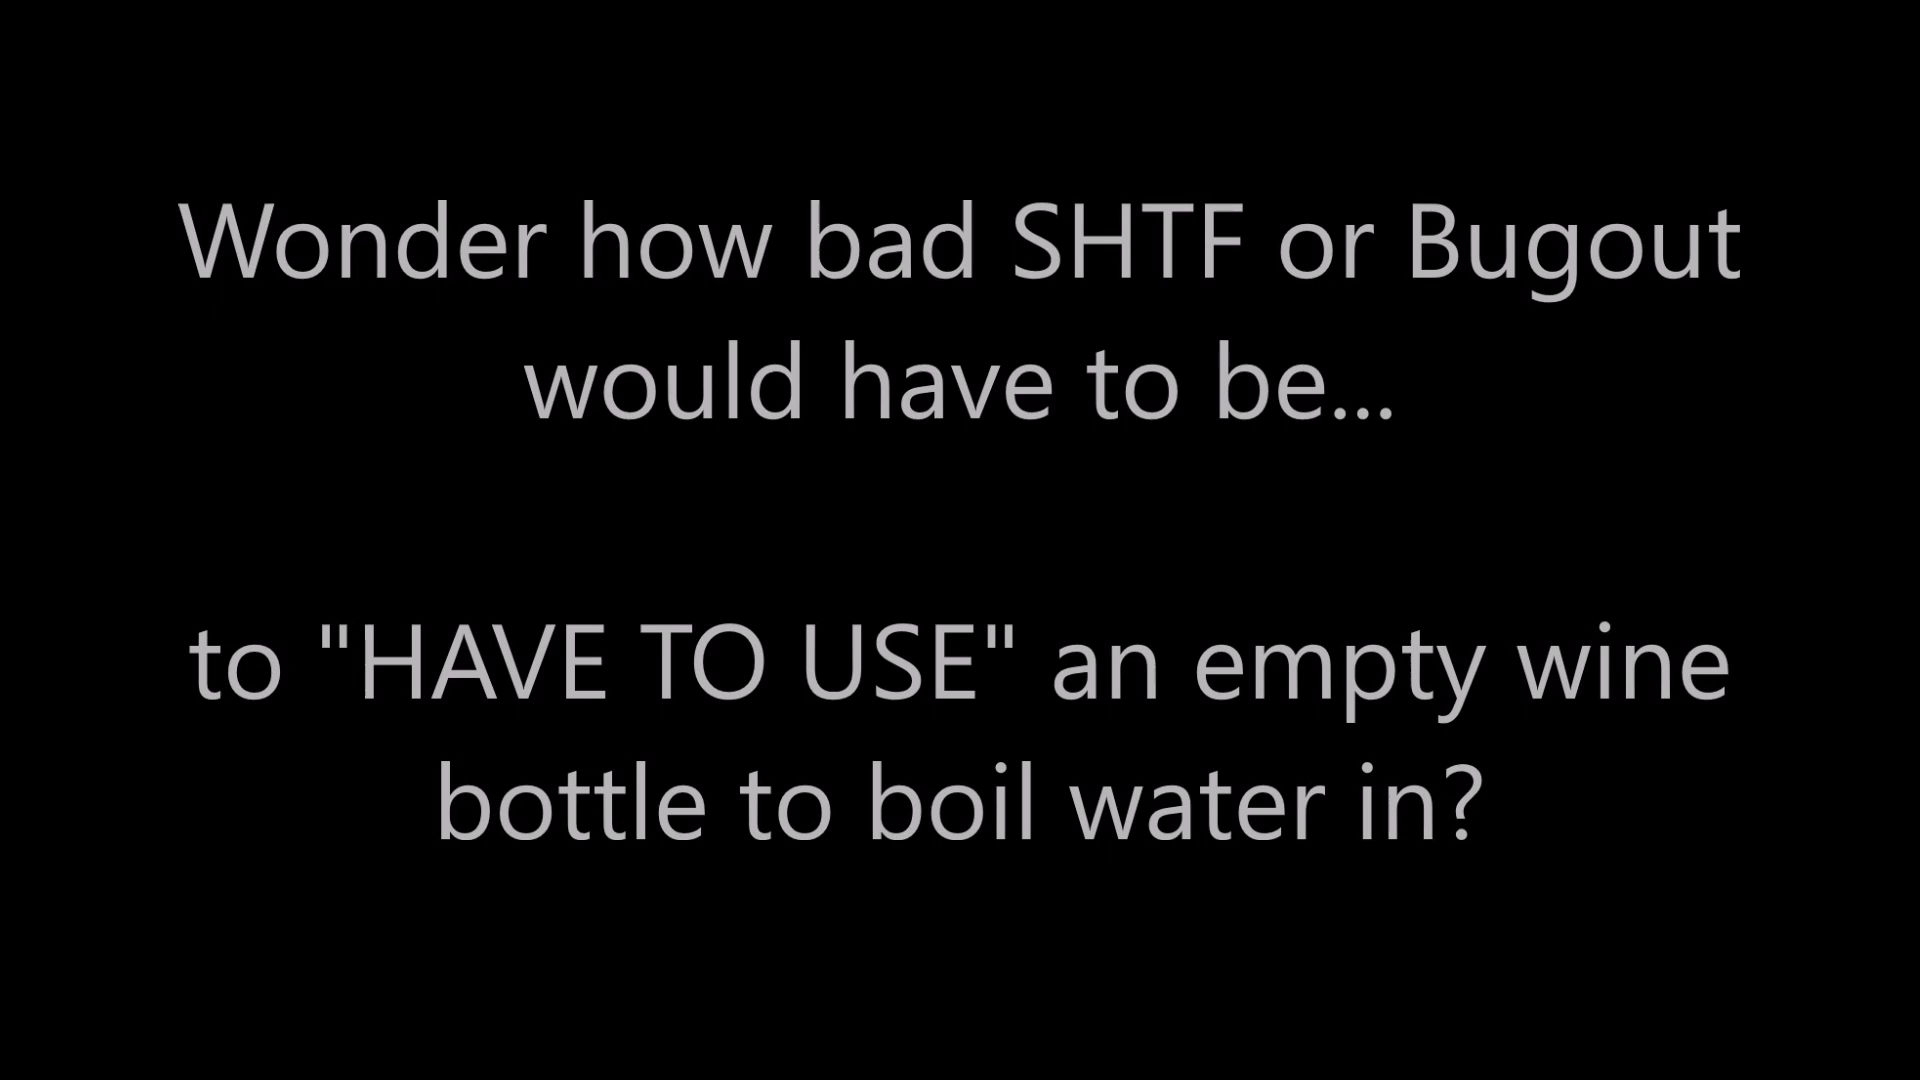 Wonder how bad SHTF or Bugout
would have to be...
to "HAVE TO USE" an empty wine
bottle to boil water in?